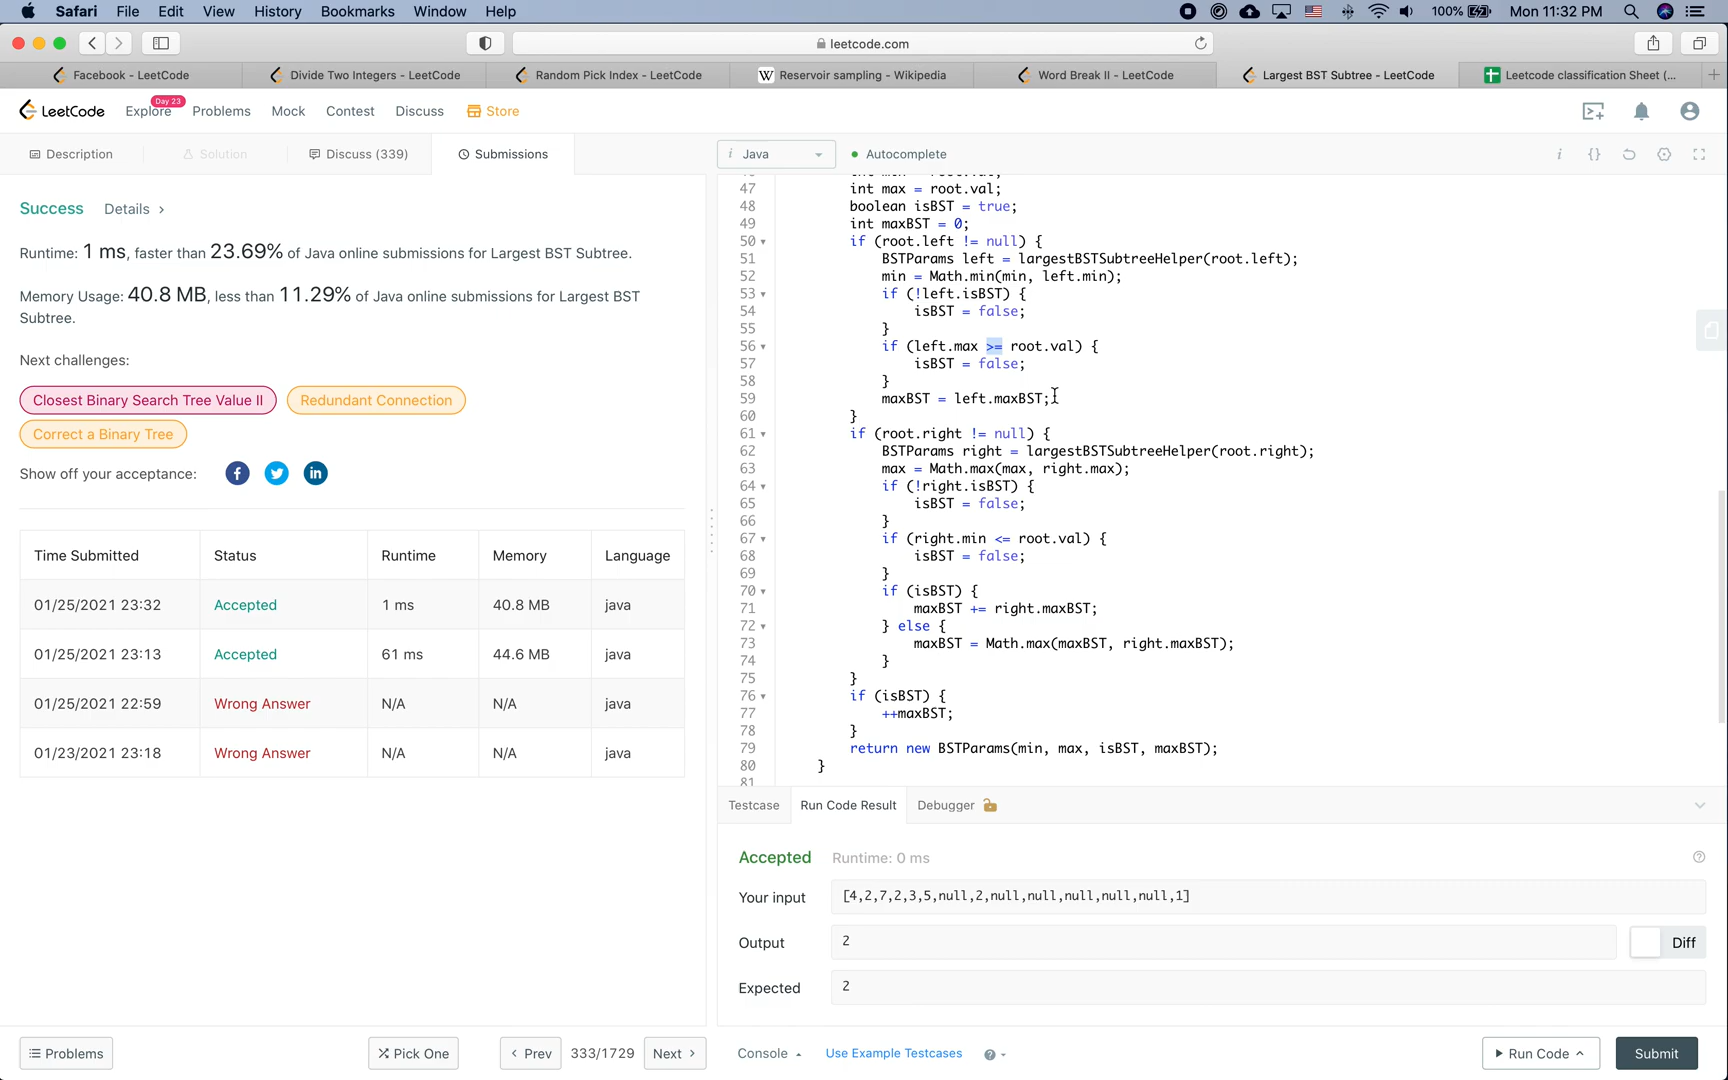 Safari File Edit View History Bookmarks Window Help 100% Mon 11:32 PM
leetcode.com
Facebook - LeetCode
Divide Two Integers - LeetCode
Random Pick Index - LeetCode
W Reservoir sampling - Wikipedia
Word Break II - LeetCode
Largest BST Subtree - LeetCode
Leetcode classification Sheet (...
LeetCode Explore Day 23 Problems Mock Contest Discuss Store
Description Solution Discuss (339) Submissions
i Java Autocomplete
Success Details >
Runtime: 1 ms, faster than 23.69% of Java online submissions for Largest BST Subtree.
Memory Usage: 40.8 MB, less than 11.29% of Java online submissions for Largest BST
Subtree.
Next challenges:
Closest Binary Search Tree Value II Redundant Connection
Correct a Binary Tree
Show off your acceptance:
Time Submitted Status Runtime Memory Language
01/25/2021 23:32 Accepted 1 ms 40.8 MB java
01/25/2021 23:13 Accepted 61 ms 44.6 MB java
01/25/2021 22:59 Wrong Answer N/A N/A java
01/23/2021 23:18 Wrong Answer N/A N/A java
47 int max = root.val;
48 boolean isBST = true;
49 int maxBST = 0;
50 if (root.left != null) {
51 BSTParams left = largestBSTSubtreeHelper(root.left);
52 min = Math.min(min, left.min);
53 if (!left.isBST) {
54 isBST = false;
55 }
56 if (left.max >= root.val) {
57 isBST = false;
58 }
59 maxBST = left.maxBST;
60 }
61 if (root.right != null) {
62 BSTParams right = largestBSTSubtreeHelper(root.right);
63 max = Math.max(max, right.max);
64 if (!right.isBST) {
65 isBST = false;
66 }
67 if (right.min <= root.val) {
68 isBST = false;
69 }
70 if (isBST) {
71 maxBST += right.maxBST;
72 } else {
73 maxBST = Math.max(maxBST, right.maxBST);
74 }
75 }
76 if (isBST) {
77 ++maxBST;
78 }
79 return new BSTParams(min, max, isBST, maxBST);
80 }
81
Testcase Run Code Result Debugger
Accepted Runtime: 0 ms
Your input [4,2,7,2,3,5,null,2,null,null,null,null,null,1]
Output 2 Diff
Expected 2
Problems Pick One < Prev 333/1729 Next > Console Use Example Testcases Run Code Submit